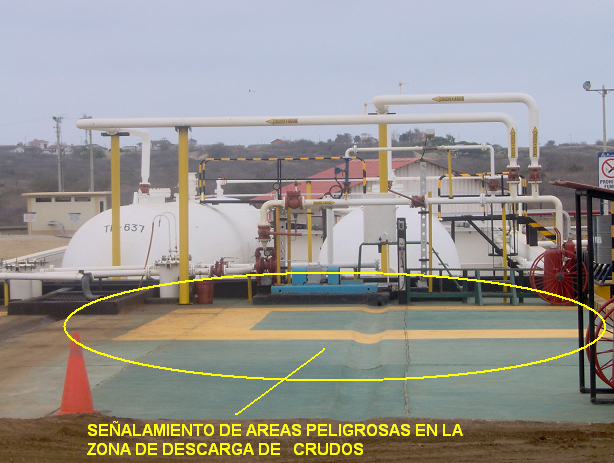 TK-637
SEÑALAMIENTO DE AREAS PELIGROSAS EN LA
ZONA DE DESCARGA DE CRUDOS